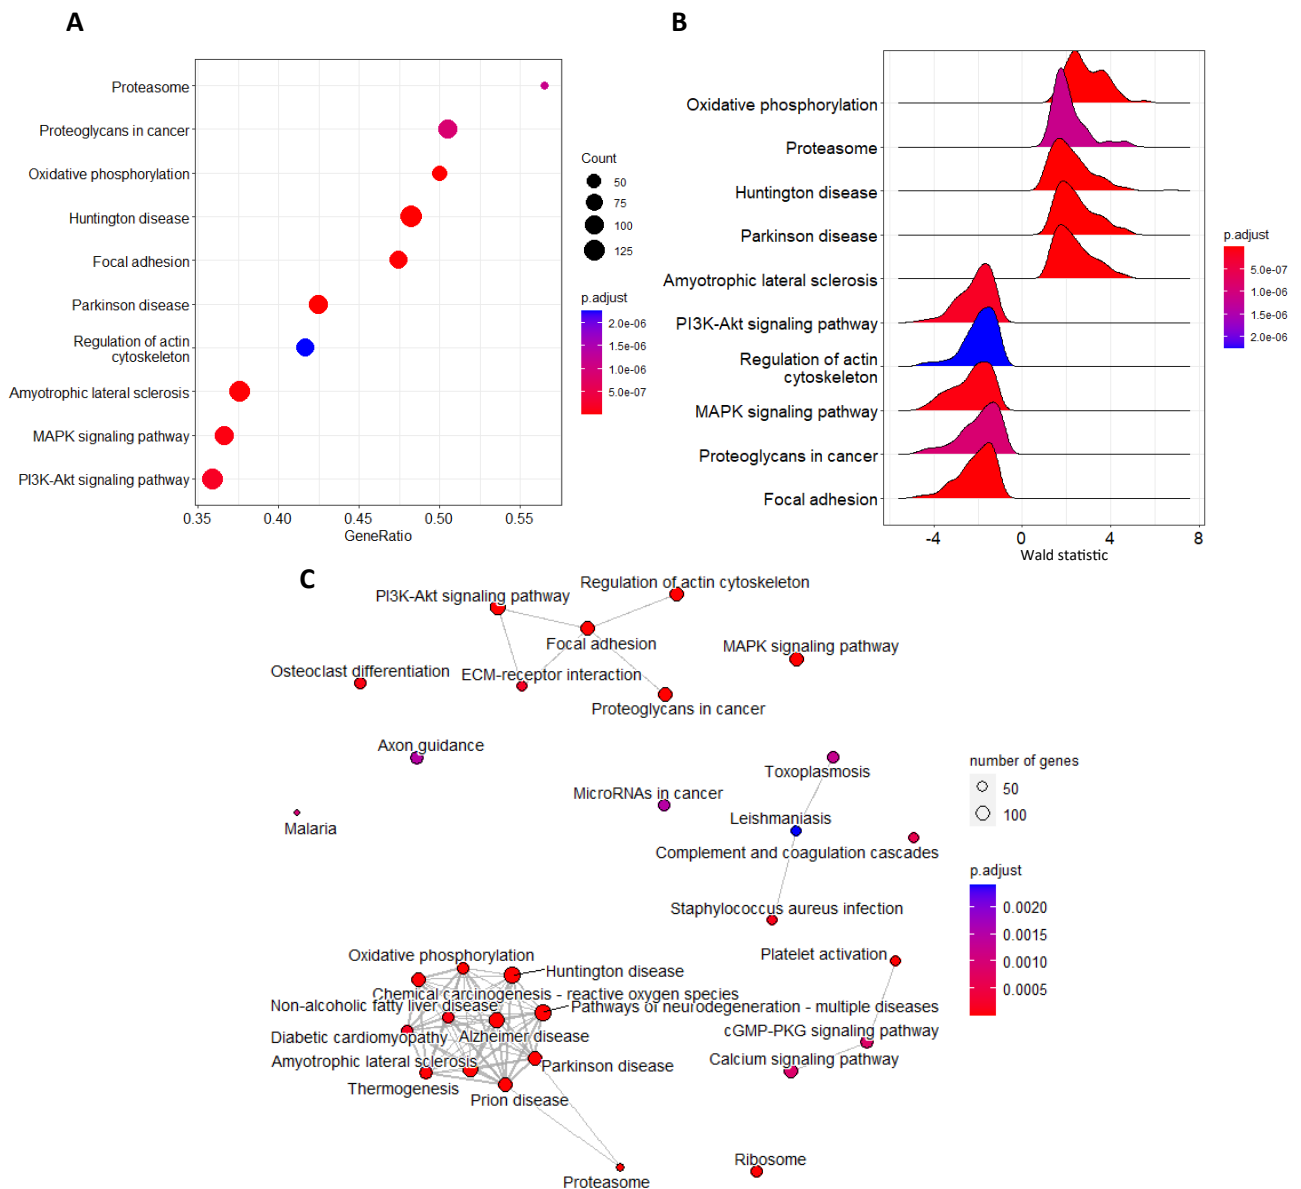 A
Proteasome
Proteoglycans in cancer
Oxidative phosphorylation
Huntington disease
Focal adhesion
Parkinson disease
Regulation of actin
cytoskeleton
Amyotrophic lateral sclerosis
MAPK signaling pathway
PI3K-Akt signaling pathway
0.35 0.40 0.45 0.50 0.55
GeneRatio
Count
50
75
100
125
p.adjust
2.0e-06
1.5e-06
1.0e-06
5.0e-07
B
Oxidative phosphorylation
Proteasome
Huntington disease
Parkinson disease
Amyotrophic lateral sclerosis
PI3K-Akt signaling pathway
Regulation of actin
cytoskeleton
MAPK signaling pathway
Proteoglycans in cancer
Focal adhesion
-4 0 4 8
Wald statistic
p.adjust
5.0e-07
1.0e-06
1.5e-06
2.0e-06
C
Regulation of actin cytoskeleton
PI3K-Akt signaling pathway
Focal adhesion
MAPK signaling pathway
Osteoclast differentiation
ECM-receptor interaction
Proteoglycans in cancer
Axon guidance
Toxoplasmosis
MicroRNAs in cancer
Leishmaniasis
Malaria
Complement and coagulation cascades
Staphylococcus aureus infection
Platelet activation
Oxidative phosphorylation
Huntington disease
Chemical carcinogenesis - reactive oxygen species
Non-alcoholic fatty liver disease
Pathways of neurodegeneration - multiple diseases
Diabetic cardiomyopathy
Alzheimer disease
cGMP-PKG signaling pathway
Calcium signaling pathway
Amyotrophic lateral sclerosis
Parkinson disease
Thermogenesis
Prion disease
Ribosome
Proteasome
number of genes
50
100
p.adjust
0.0020
0.0015
0.0010
0.0005